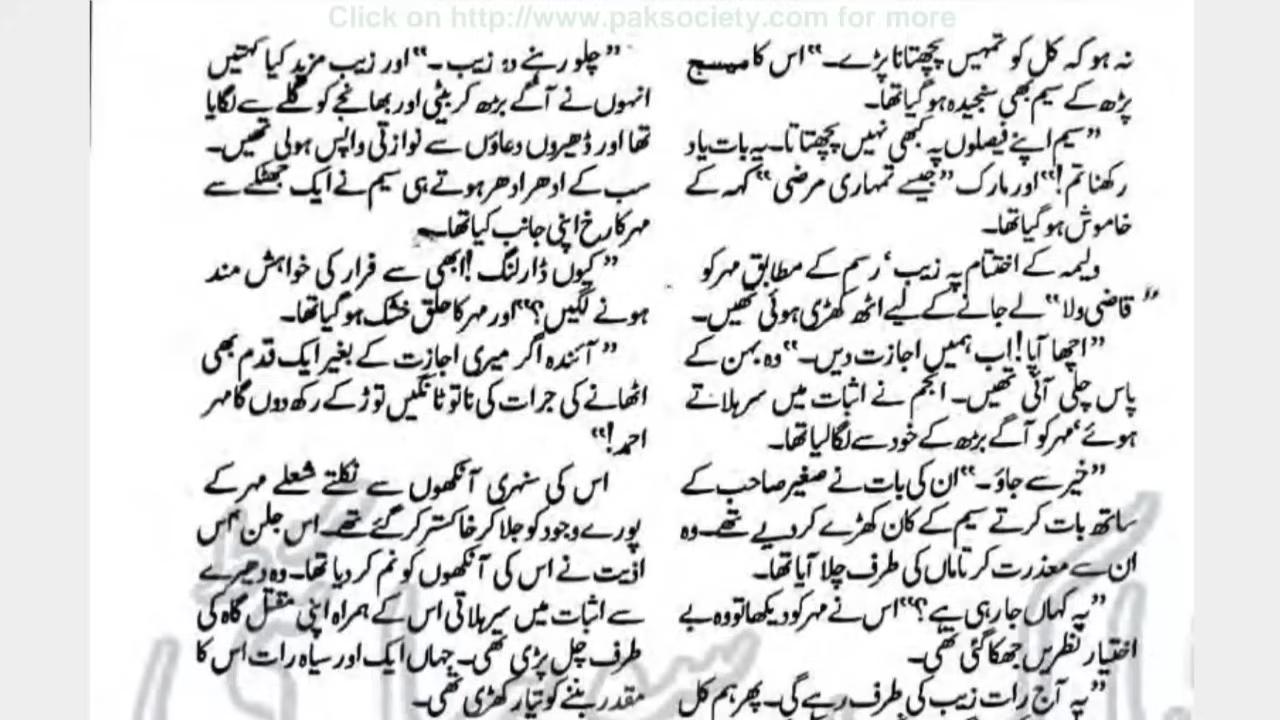 Click on http://www.paksociety.com for more
نہ ہو کہ کل کو تمہیں پچھتانا پڑے۔" اس کا میسج
پڑھ کے سیم بھی سنجیدہ ہو گیا تھا۔
"سیم اپنے فیصلوں پہ کبھی نہیں پچھتاتا۔ یہ بات یاد
رکھنا تم!" اور مارک "جیسے تمہاری مرضی" کہہ کے
خاموش ہو گیا تھا۔
ولیمہ کے اختتام پہ زیب، رسم کے مطابق مہر کو
"قاضی ولا" لے جانے کے لیے اٹھ کھڑی ہوئی تھیں۔
"اچھا آپا! اب ہمیں اجازت دیں۔" وہ بہن کے
پاس چلی آئی تھیں۔ انجم نے اثبات میں سر ہلاتے
ہوئے، مہر کو آگے بڑھ کے خود سے لگا لیا تھا۔
"خیر سے جاؤ۔" ان کی بات نے صغیر صاحب کے
ساتھ بات کرتے سیم کے کان کھڑے کر دیے تھے۔ وہ
ان سے معذرت کرتا ماں کی طرف چلا آیا تھا۔
"یہ کہاں جا رہی ہے؟" اس نے مہر کو دیکھا تو وہ بے
اختیار نظریں جھکا گئی تھی۔
"یہ آج رات زیب کی طرف رہے گی۔ پھر ہم کل
"چلو رہنے دو زیب۔" اور زیب مزید کیا کہتیں
انہوں نے آگے بڑھ کر بیٹی اور بھانجے کو گلے سے لگایا
تھا اور ڈھیروں دعاؤں سے نوازتی واپس ہولی تھیں۔
سب کے ادھر ادھر ہوتے ہی سیم نے ایک جھٹکے سے
مہر کا رخ اپنی جانب کیا تھا۔
"کیوں ڈارلنگ! ابھی سے فرار کی خواہش مند
ہونے لگیں؟" اور مہر کا حلق خشک ہو گیا تھا۔
"آئندہ اگر میری اجازت کے بغیر ایک قدم بھی
اٹھانے کی جرات کی نا تو ٹانگیں توڑ کے رکھ دوں گا مہر
احمد!"
اس کی سنہری آنکھوں سے نکلتے شعلے مہر کے
پورے وجود کو جلا کر خاکستر کر گئے تھے۔ اس جلن، اس
اذیت نے اس کی آنکھوں کو نم کر دیا تھا۔ وہ دھیرے
سے اثبات میں سر ہلاتی اس کے ہمراہ اپنی مقتل گاہ کی
طرف چل پڑی تھی۔ جہاں ایک اور سیاہ رات اس کا
مقدر بننے کو تیار کھڑی تھی۔